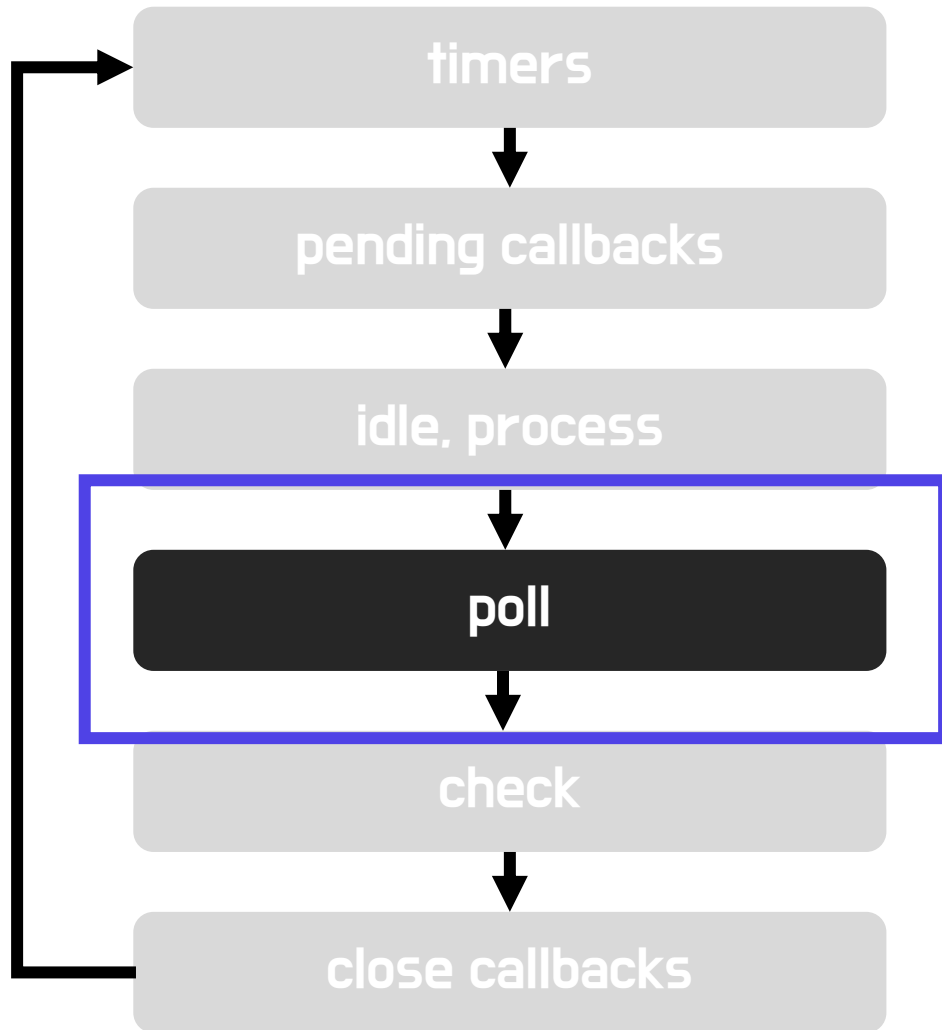 timers
pending callbacks
idle, process
poll
check
close callbacks